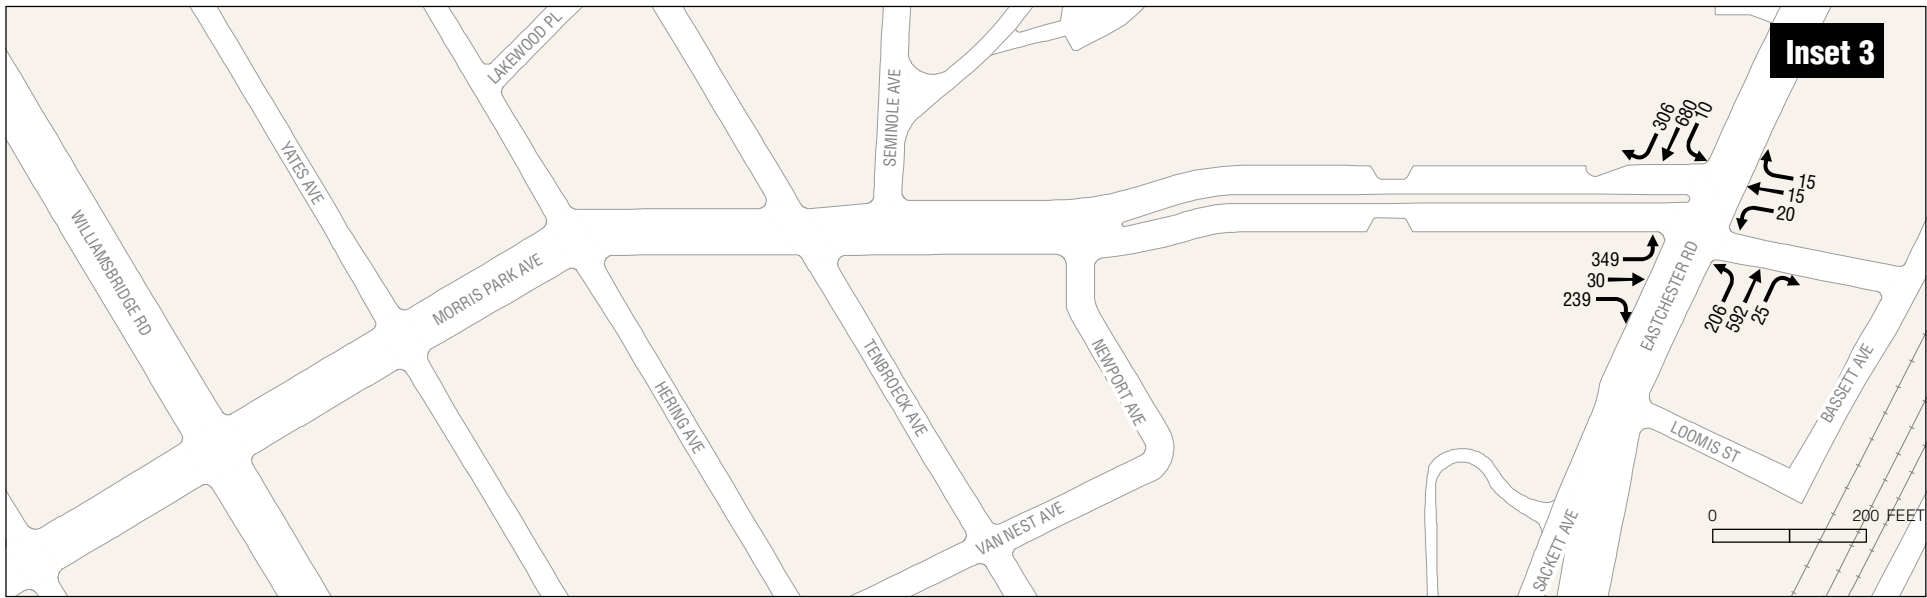 Inset 3
LAKEWOOD PL
SEMINOLE AVE
YATES AVE
WILLIAMSBRIDGE RD
MORRIS PARK AVE
306
680
10
15
15
20
349
30
239
206
592
25
EASTCHESTER RD
HERING AVE
TENBROECK AVE
NEWPORT AVE
BASSETT AVE
LOOMIS ST
VAN NEST AVE
SACKETT AVE
0 200 FEET